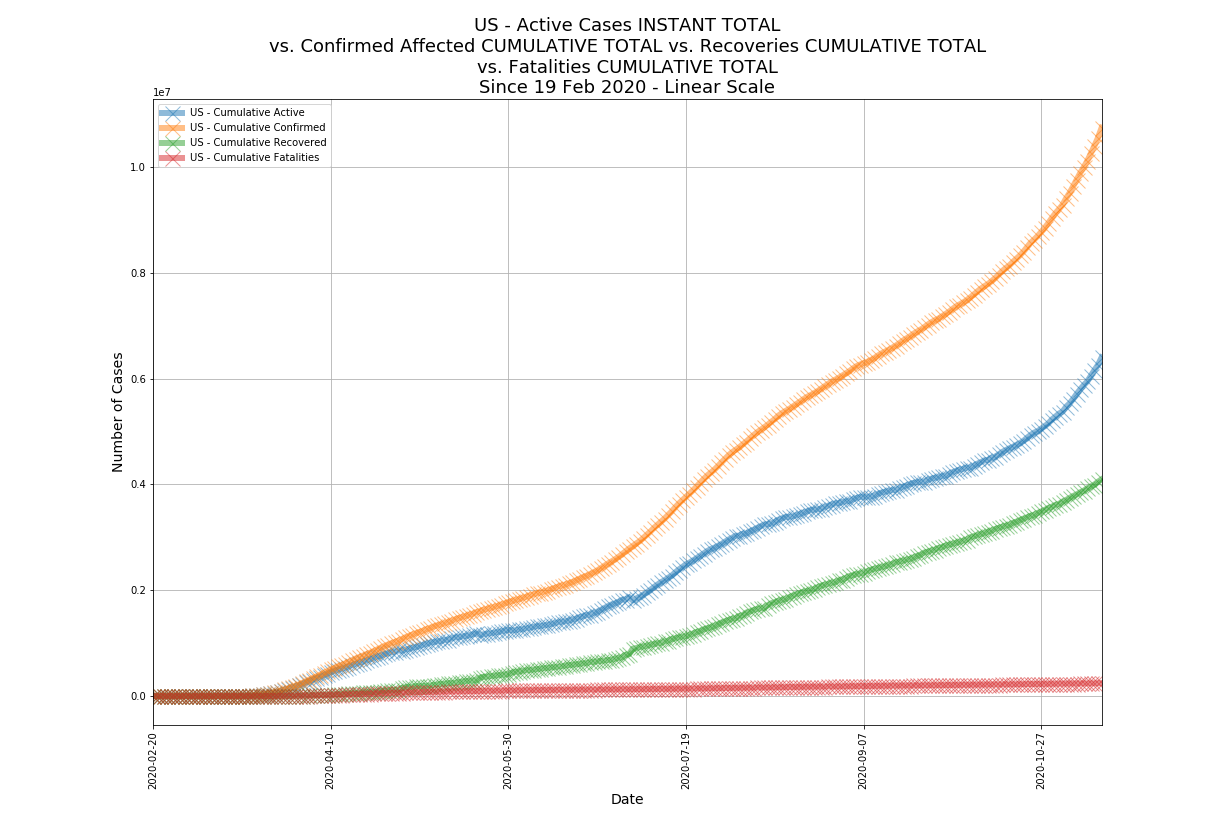 US - Active Cases INSTANT TOTAL
vs. Confirmed Affected CUMULATIVE TOTAL vs. Recoveries CUMULATIVE TOTAL
vs. Fatalities CUMULATIVE TOTAL
Since 19 Feb 2020 - Linear Scale
1e7
US - Cumulative Active
US - Cumulative Confirmed
US - Cumulative Recovered
US - Cumulative Fatalities
1.0
0.8
0.6
0.4
0.2
0.0
Number of Cases
2020-02-20
2020-04-10
2020-05-30
2020-07-19
2020-09-07
2020-10-27
Date